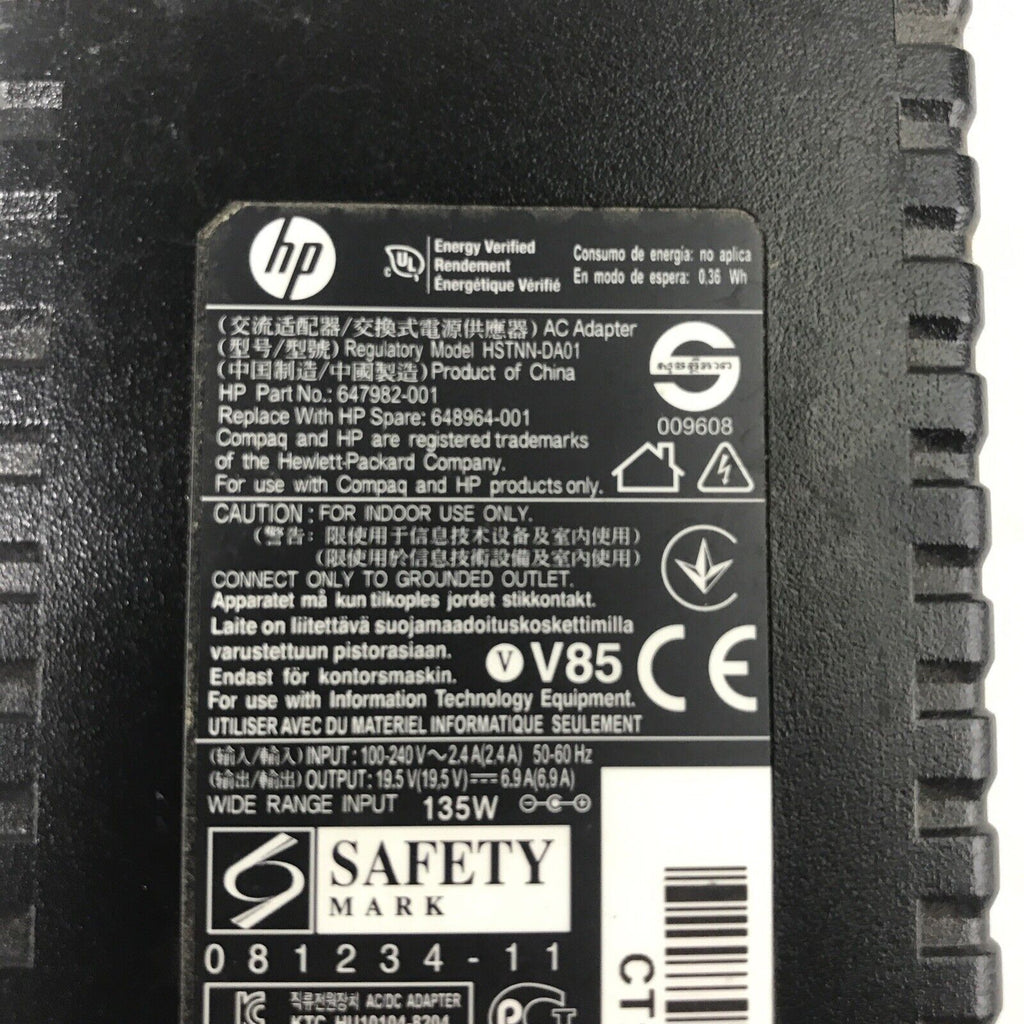 hp
c UL
Energy Verified
Rendement
Énergétique Vérifié
Consumo de energía: no aplica
En modo de espera: 0.36 Wh
(交流适配器/交換式電源供應器) AC Adapter
(型号/型號) Regulatory Model HSTNN-DA01
(中国制造/中國製造) Product of China
HP Part No.: 647982-001
Replace With HP Spare: 648964-001
Compaq and HP are registered trademarks
of the Hewlett-Packard Company.
For use with Compaq and HP products only.
009608
CAUTION : FOR INDOOR USE ONLY.
(警告: 限使用于信息技术设备及室内使用)
(限使用於信息技術設備及室內使用)
CONNECT ONLY TO GROUNDED OUTLET.
Apparatet må kun tilkoples jordet stikkontakt.
Laite on liitettävä suojamaadoituskoskettimilla
varustettuun pistorasiaan.
Endast för kontorsmaskin.
V V85 CE
For use with Information Technology Equipment.
UTILISER AVEC DU MATERIEL INFORMATIQUE SEULEMENT
(输入/輸入) INPUT : 100-240 V～2.4 A(2.4 A) 50-60 Hz
(输出/輸出) OUTPUT: 19.5 V(19.5 V)⎓ 6.9 A(6.9 A)
WIDE RANGE INPUT 135W
SAFETY
MARK
081234-11
직류전원장치 AC/DC ADAPTER
KTC HU10104-8204
CT